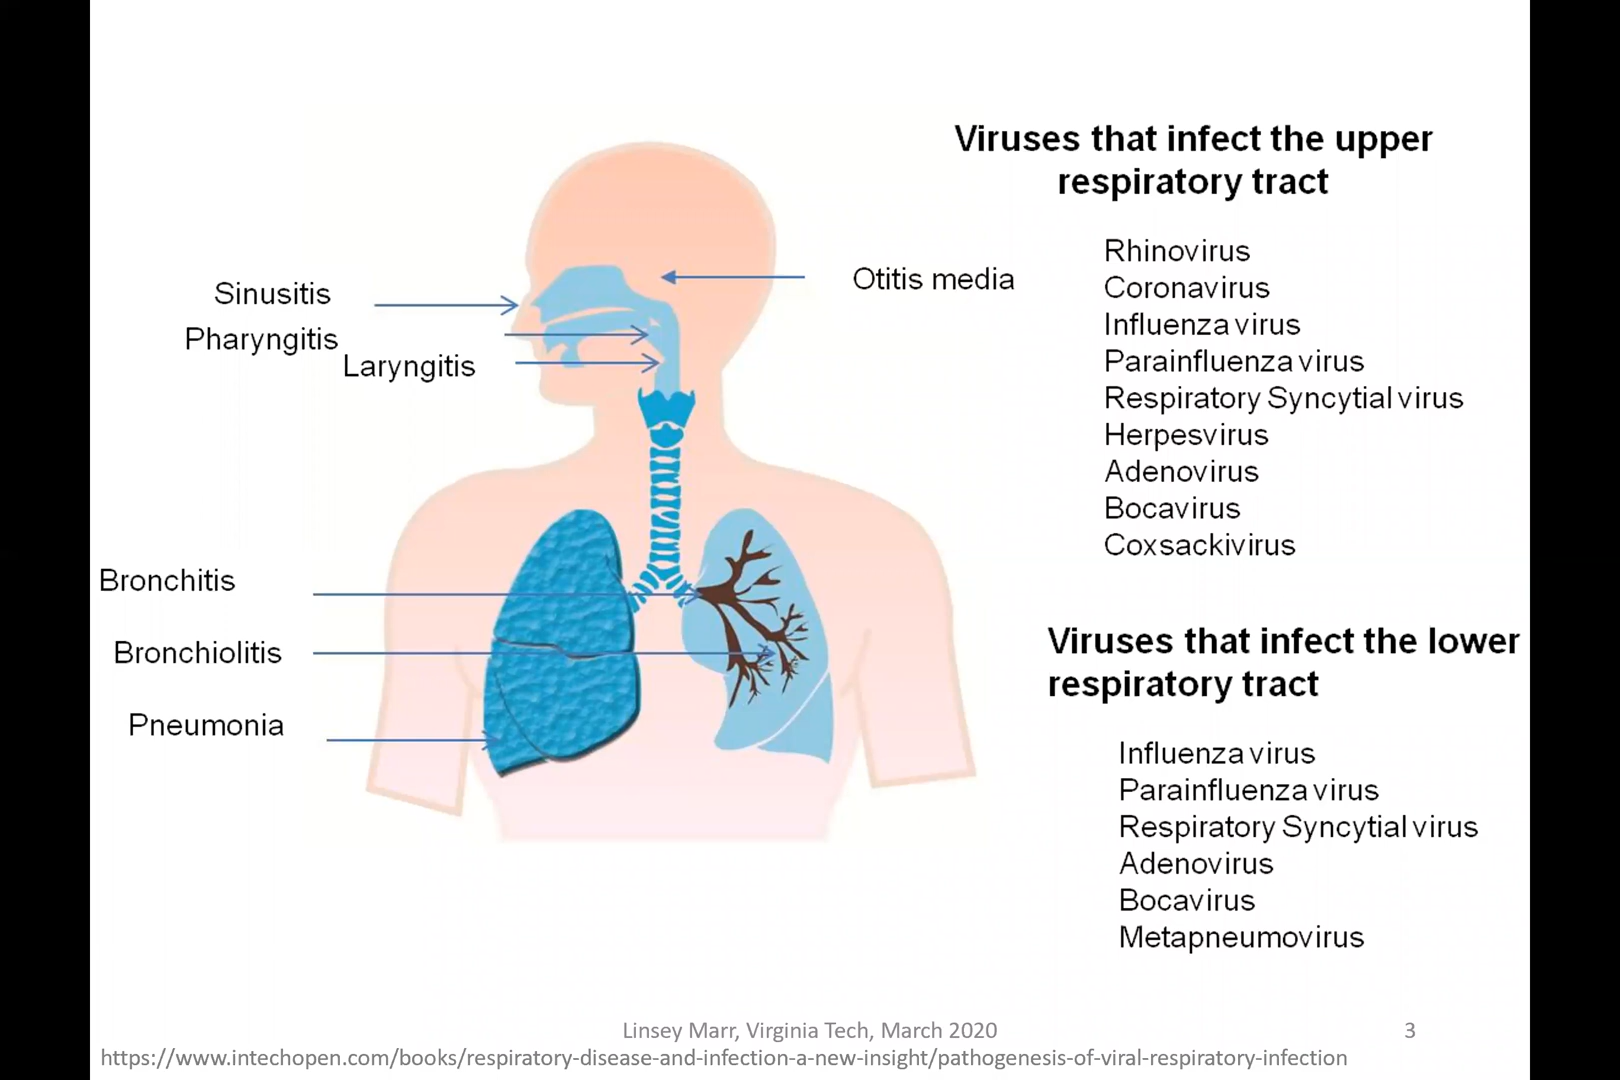 Viruses that infect the upper
respiratory tract
Rhinovirus
Coronavirus
Influenza virus
Parainfluenza virus
Respiratory Syncytial virus
Herpesvirus
Adenovirus
Bocavirus
Coxsackivirus
Sinusitis
Pharyngitis
Laryngitis
Otitis media
Bronchitis
Bronchiolitis
Pneumonia
Viruses that infect the lower
respiratory tract
Influenza virus
Parainfluenza virus
Respiratory Syncytial virus
Adenovirus
Bocavirus
Metapneumovirus
Linsey Marr, Virginia Tech, March 2020
3
https://www.intechopen.com/books/respiratory-disease-and-infection-a-new-insight/pathogenesis-of-viral-respiratory-infection